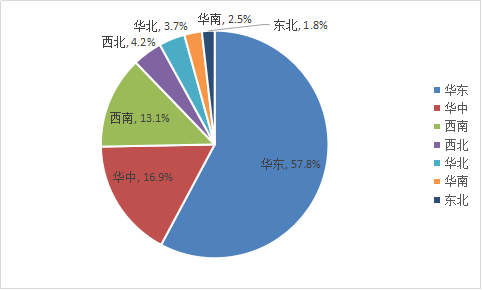 华南, 2.5%
华北, 3.7%
东北, 1.8%
西北, 4.2%
西南, 13.1%
华东, 57.8%
华中, 16.9%
华东
华中
西南
西北
华北
华南
东北